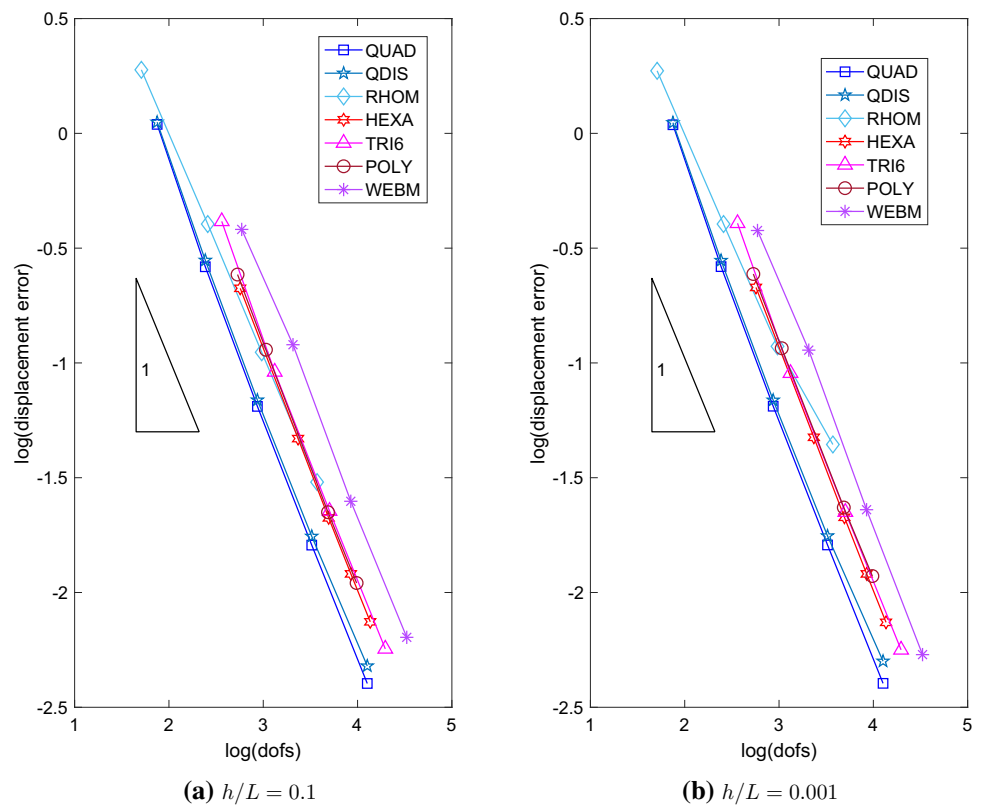 0.5
0
-0.5
-1
-1.5
-2
-2.5
1
2
3
4
5
log(displacement error)
log(dofs)
1
QUAD
QDIS
RHOM
HEXA
TRI6
POLY
WEBM
(a) h/L = 0.1
0.5
0
-0.5
-1
-1.5
-2
-2.5
1
2
3
4
5
log(displacement error)
log(dofs)
1
QUAD
QDIS
RHOM
HEXA
TRI6
POLY
WEBM
(b) h/L = 0.001